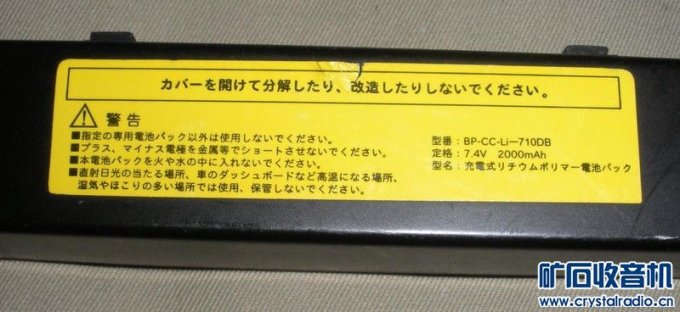 カバーを開けて分解したり、改造したりしないでください。
警告
■指定の専用電池パック以外は使用しないでください。
■プラス、マイナス電極を金属等でショートさせないでください。
■本電池パックを火や水の中に入れないでください。
■直射日光の当たる場所、車のダッシュボードなど高温になる場所、
湿気やほこりの多い場所では使用、保管しないでください。
型番：BP-CC-Li-710DB
定格：7.4V 2000mAh
型名：充電式リチウムポリマー電池パック
矿石收音机
www.crystalradio.cn